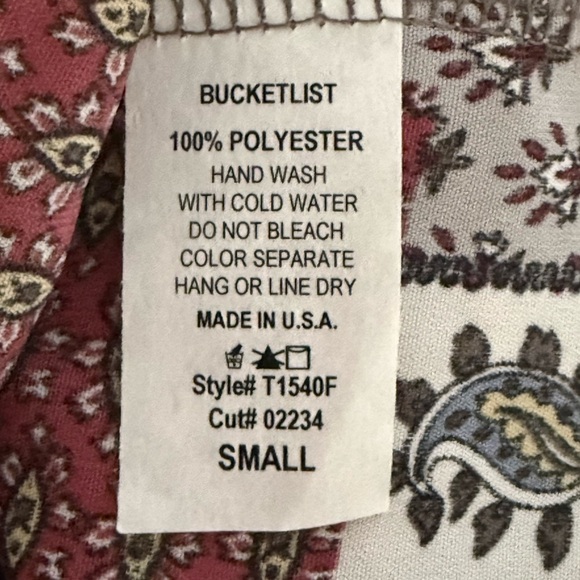 BUCKETLIST
100% POLYESTER
HAND WASH
WITH COLD WATER
DO NOT BLEACH
COLOR SEPARATE
HANG OR LINE DRY
MADE IN U.S.A.
Style# T1540F
Cut# 02234
SMALL